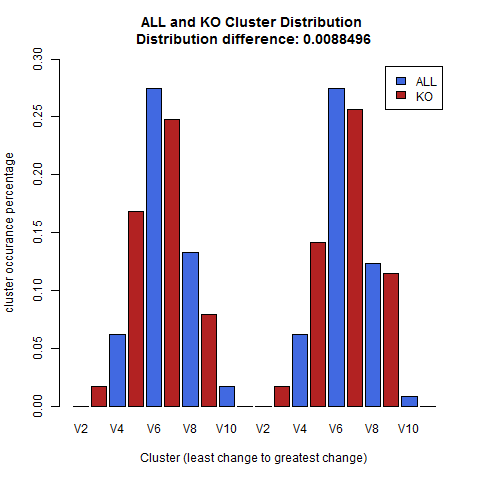 ALL and KO Cluster Distribution
Distribution difference: 0.0088496
cluster occurance percentage
0.30
0.25
0.20
0.15
0.10
0.05
0.00
ALL
KO
V2 V4 V6 V8 V10 V2 V4 V6 V8 V10
Cluster (least change to greatest change)